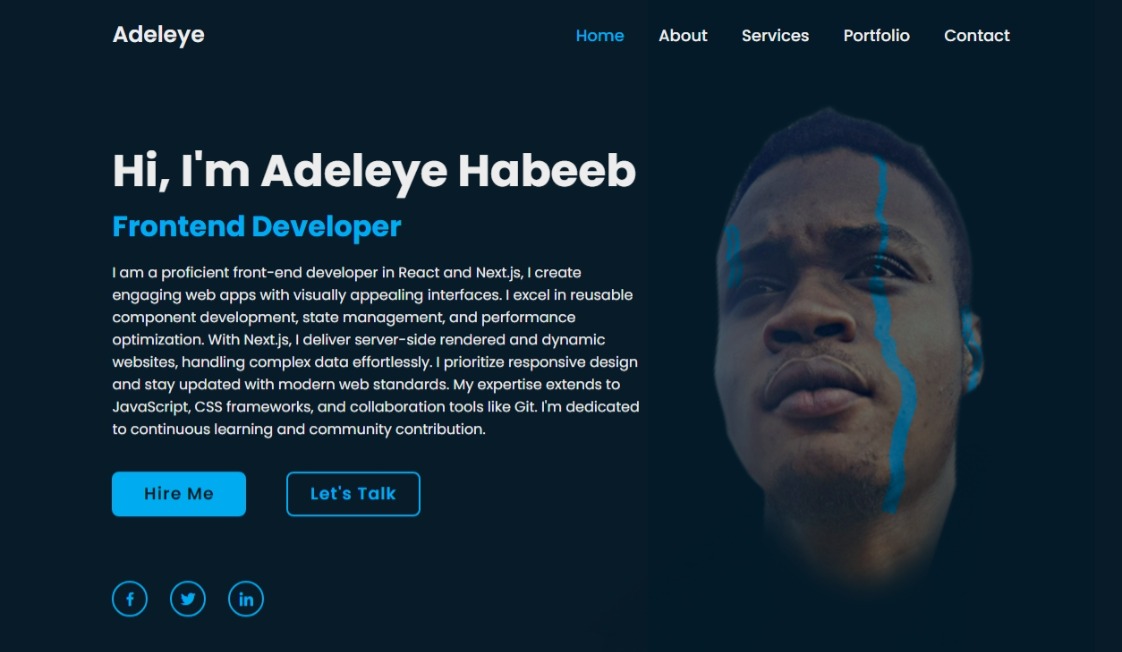 Adeleye
Home About Services Portfolio Contact
Hi, I'm Adeleye Habeeb
Frontend Developer
I am a proficient front-end developer in React and Next.js, I create
engaging web apps with visually appealing interfaces. I excel in reusable
component development, state management, and performance
optimization. With Next.js, I deliver server-side rendered and dynamic
websites, handling complex data effortlessly. I prioritize responsive design
and stay updated with modern web standards. My expertise extends to
JavaScript, CSS frameworks, and collaboration tools like Git. I'm dedicated
to continuous learning and community contribution.
Hire Me
Let's Talk